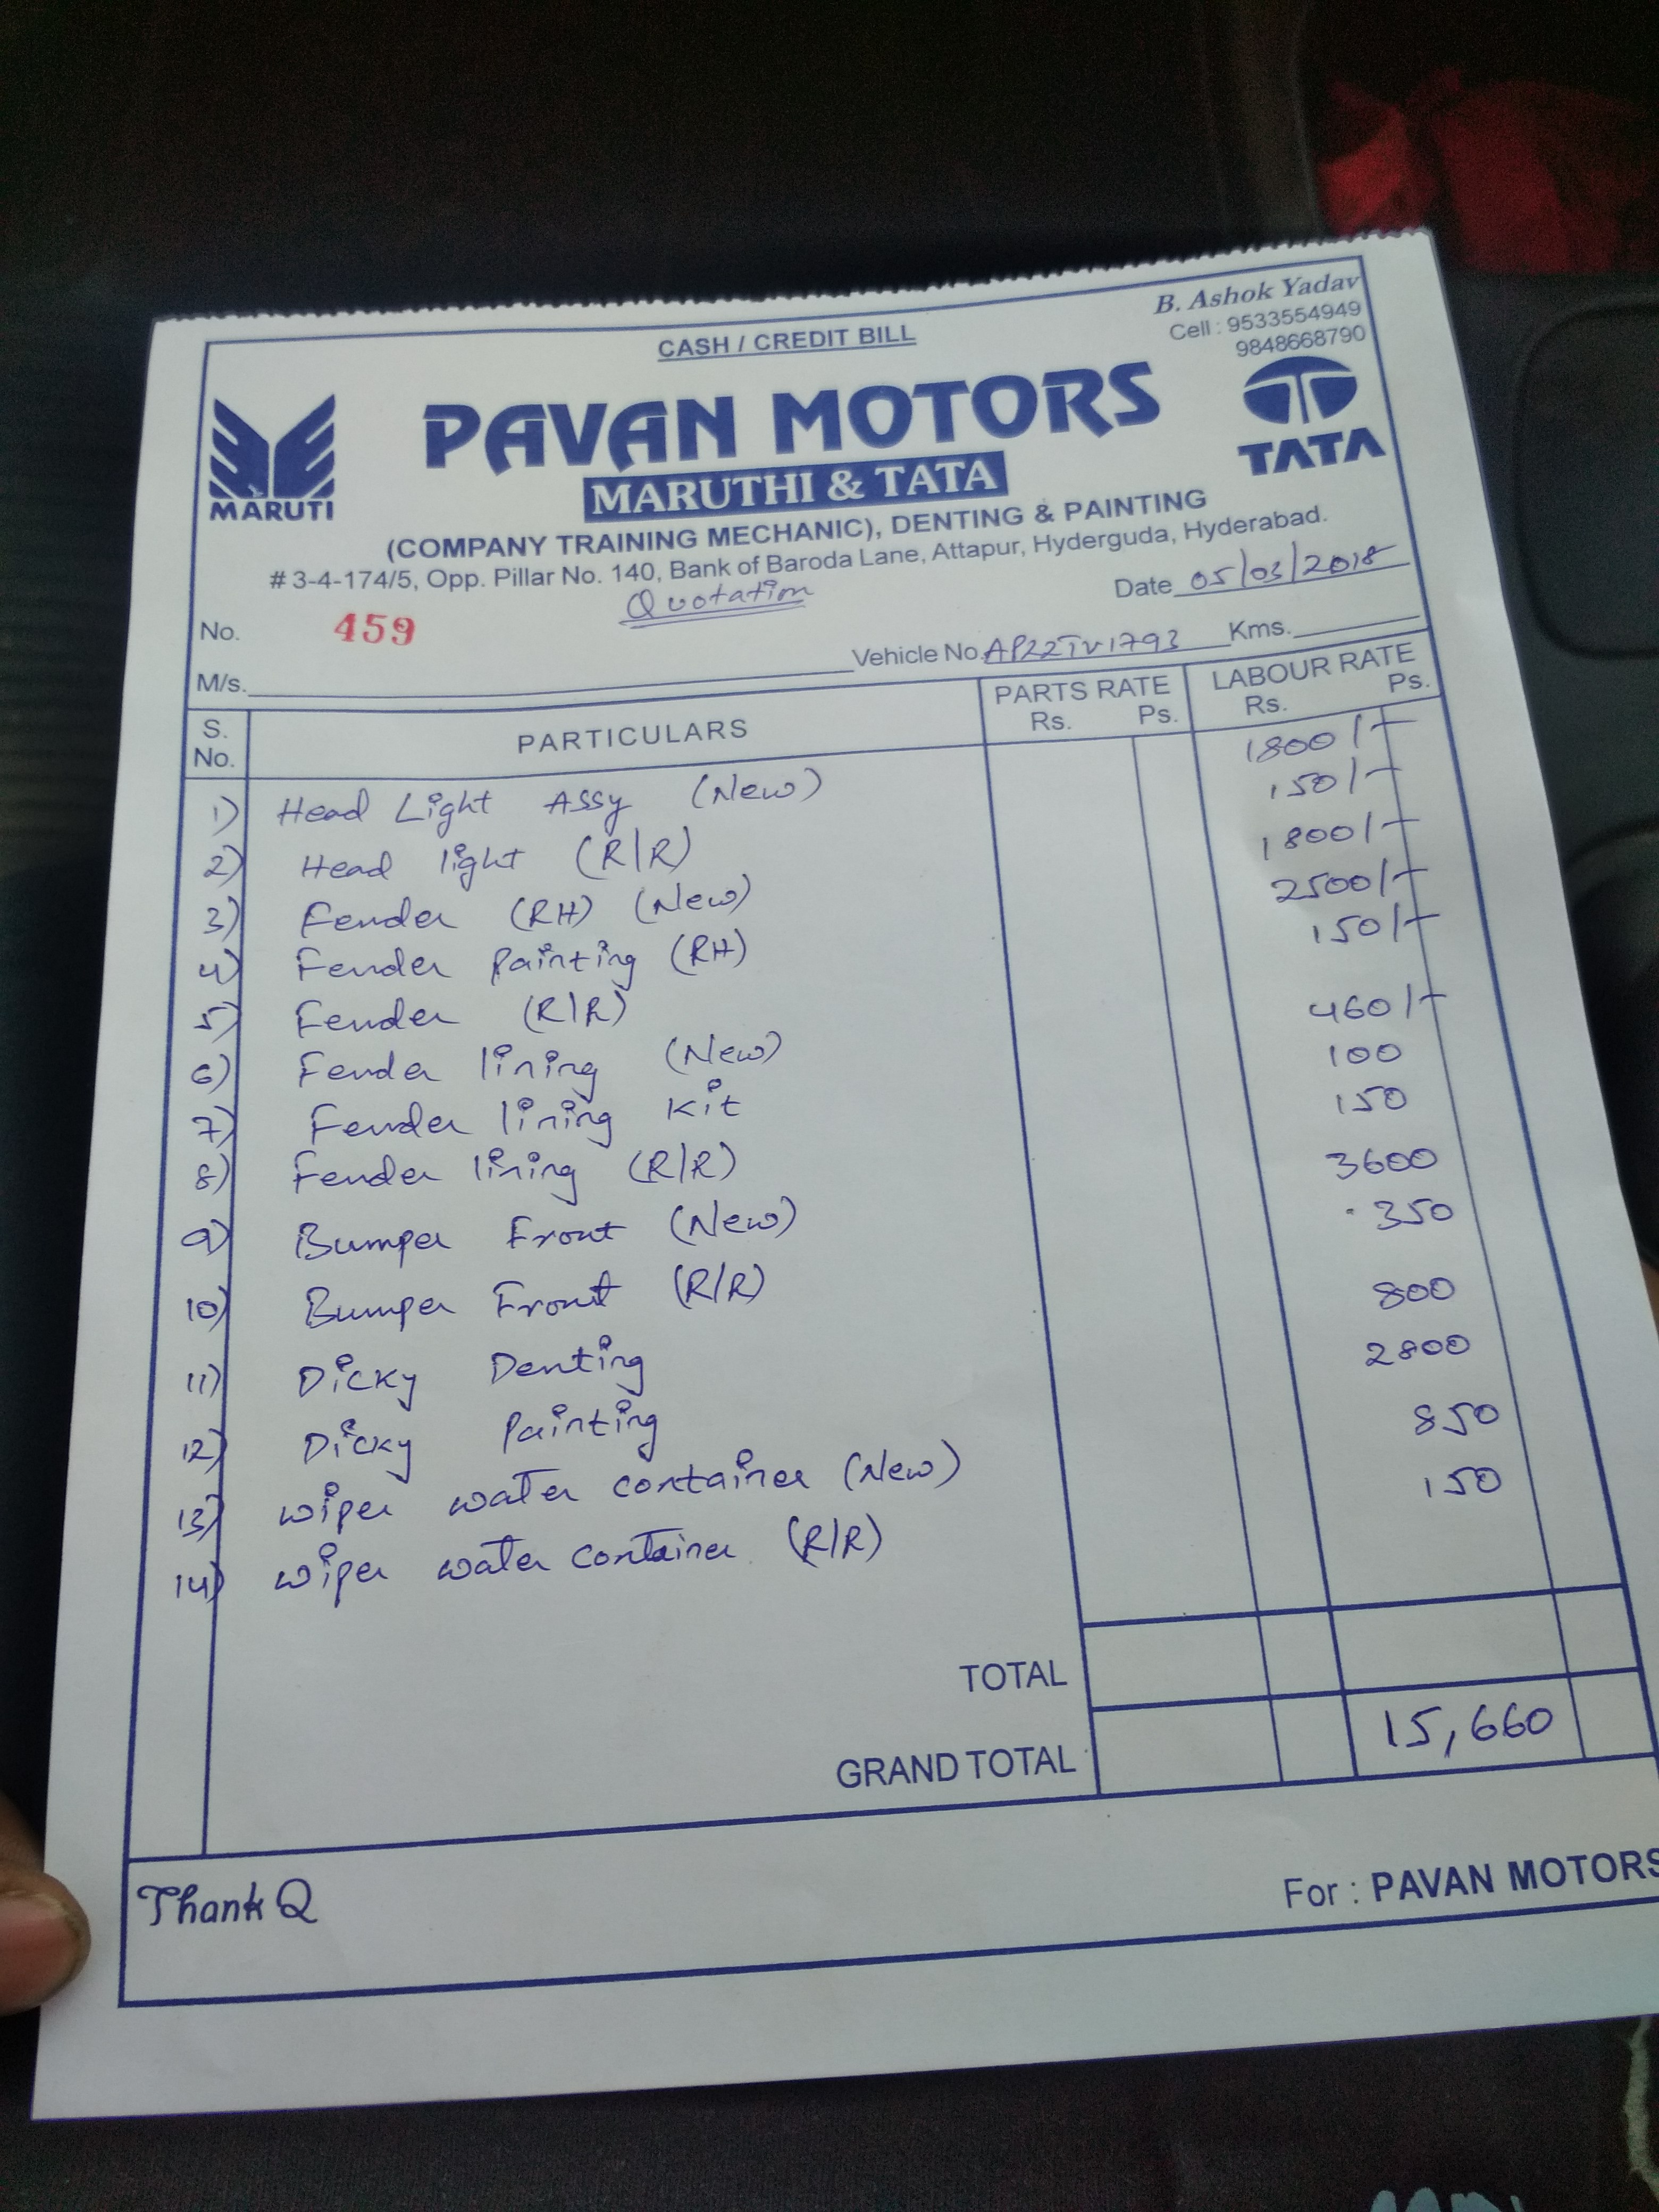 CASH / CREDIT BILL
B. Ashok Yadav
Cell : 9533554949
9848668790
MARUTI
PAVAN MOTORS
TATA
MARUTHI & TATA
(COMPANY TRAINING MECHANIC), DENTING & PAINTING
# 3-4-174/5, Opp. Pillar No. 140, Bank of Baroda Lane, Attapur, Hyderguda, Hyderabad.
Quotation
Date 05/03/2018
No. 459
M/s. Vehicle No. AP22TV1793 Kms.
S. No. PARTICULARS PARTS RATE Rs. Ps. LABOUR RATE Rs. Ps.
1) Head Light Assy (New) 1800/-
2) Head light (R/R) 150/-
3) Fender (RH) (New) 1800/-
4) Fender Painting (RH) 2500/-
5) Fender (R/R) 150/-
6) Fender lining (New) 460/-
7) Fender lining Kit 100
8) Fender lining (R/R) 150
9) Bumper Front (New) 3600
10) Bumper Front (R/R) 350
11) Dicky Denting 800
12) Dicky Painting 2800
13) wiper water container (New) 850
14) wiper water container (R/R) 150
TOTAL
GRAND TOTAL 15,660
Thank Q
For : PAVAN MOTORS